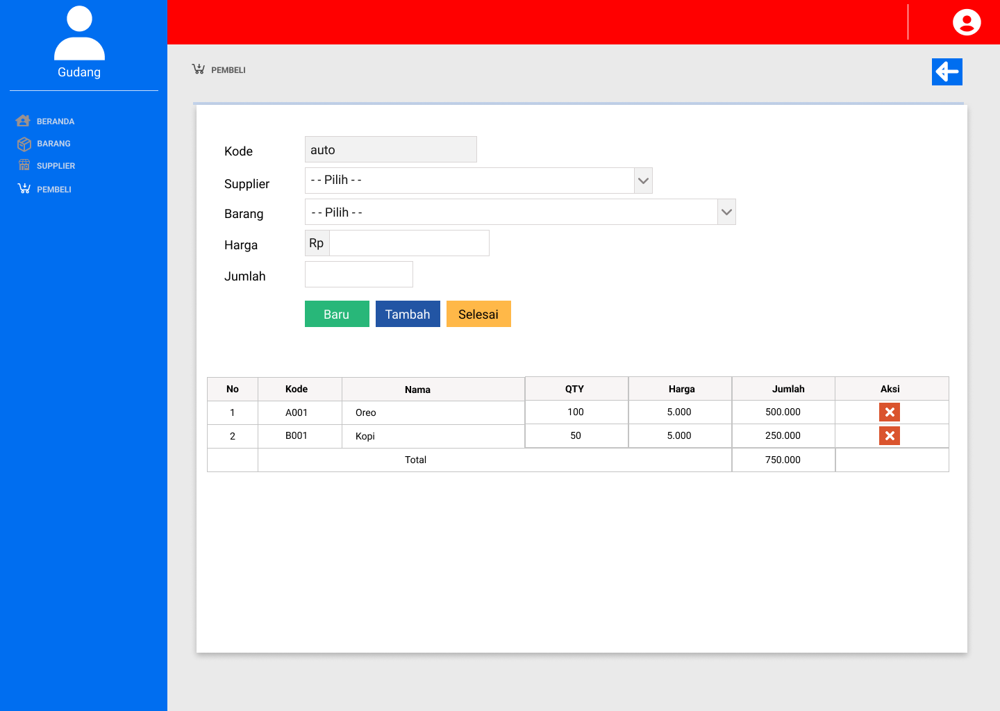 Gudang
BERANDA
BARANG
SUPPLIER
PEMBELI
PEMBELI
Kode auto
Supplier - - Pilih - -
Barang - - Pilih - -
Harga Rp
Jumlah
Baru Tambah Selesai
No Kode Nama QTY Harga Jumlah Aksi
1 A001 Oreo 100 5.000 500.000
2 B001 Kopi 50 5.000 250.000
Total 750.000